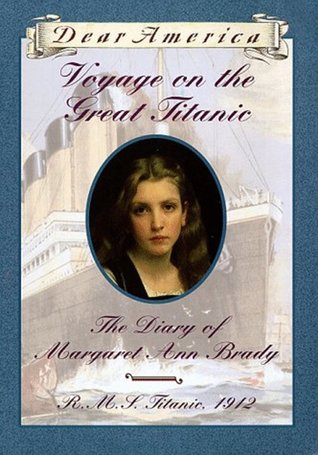 Dear America
Voyage on the
Great Titanic
The Diary of
Margaret Ann Brady
R.M.S. Titanic, 1912